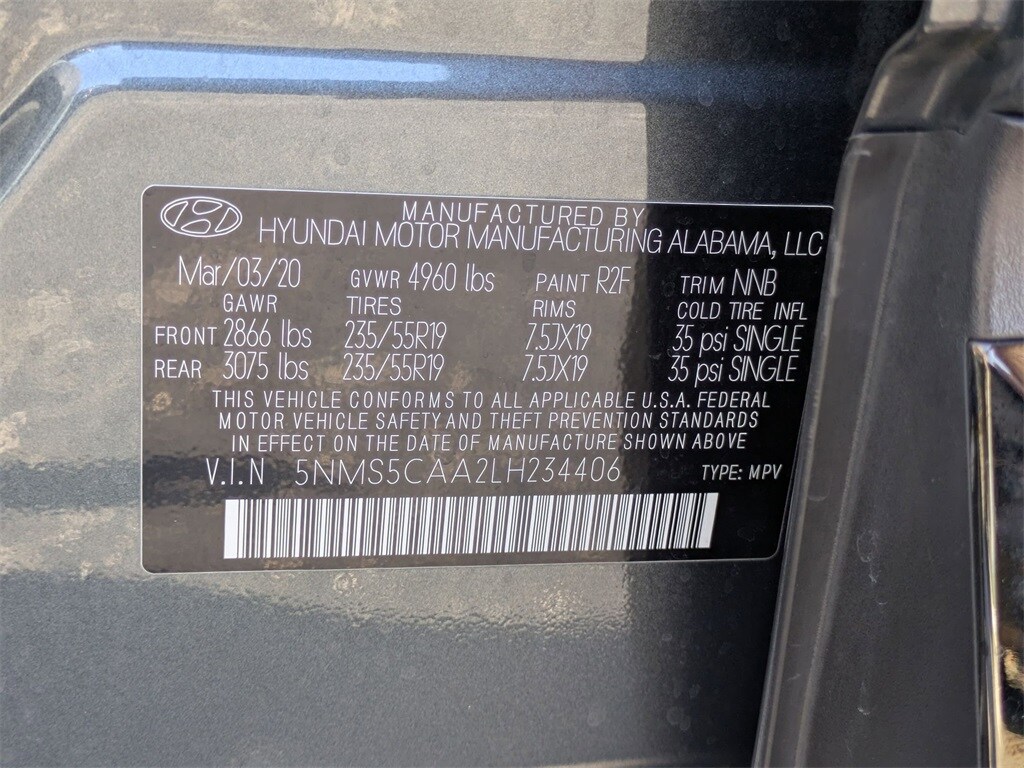 MANUFACTURED BY
HYUNDAI MOTOR MANUFACTURING ALABAMA, LLC
Mar/03/20 GVWR 4960 lbs PAINT R2F TRIM NNB
GAWR TIRES RIMS COLD TIRE INFL
FRONT 2866 lbs 235/55R19 7.5JX19 35 psi SINGLE
REAR 3075 lbs 235/55R19 7.5JX19 35 psi SINGLE
THIS VEHICLE CONFORMS TO ALL APPLICABLE U.S.A. FEDERAL
MOTOR VEHICLE SAFETY AND THEFT PREVENTION STANDARDS
IN EFFECT ON THE DATE OF MANUFACTURE SHOWN ABOVE
V.I.N 5NMS5CAA2LH234406 TYPE: MPV